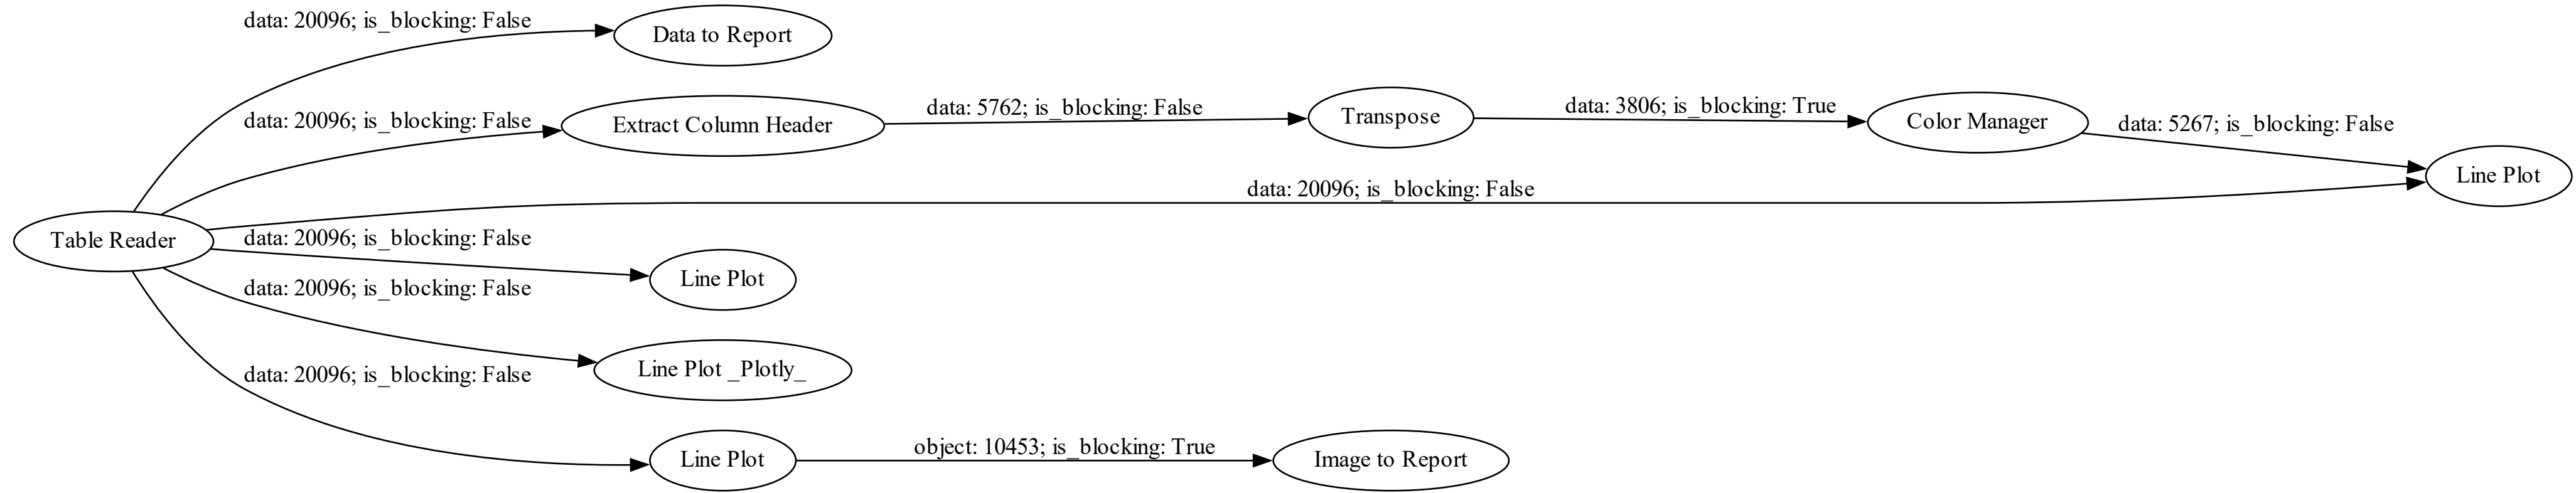 data: 20096; is_blocking: False
Data to Report
data: 20096; is_blocking: False
Extract Column Header
data: 5762; is_blocking: False
Transpose
data: 3806; is_blocking: True
Color Manager
data: 5267; is_blocking: False
Line Plot
data: 20096; is_blocking: False
Table Reader
data: 20096; is_blocking: False
Line Plot
data: 20096; is_blocking: False
Line Plot _Plotly_
data: 20096; is_blocking: False
Line Plot
object: 10453; is_blocking: True
Image to Report